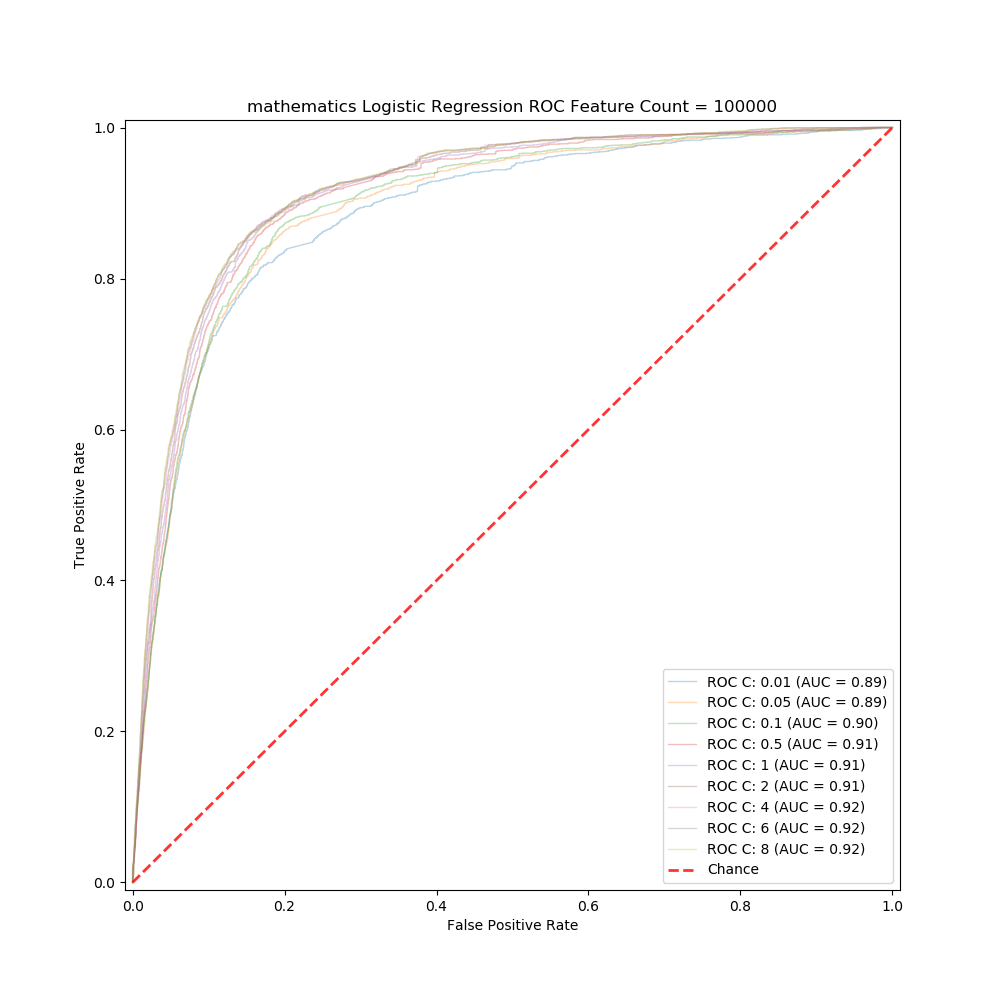 mathematics Logistic Regression ROC Feature Count = 100000
1.0
0.8
0.6
0.4
0.2
0.0
True Positive Rate
0.0 0.2 0.4 0.6 0.8 1.0
False Positive Rate
ROC C: 0.01 (AUC = 0.89)
ROC C: 0.05 (AUC = 0.89)
ROC C: 0.1 (AUC = 0.90)
ROC C: 0.5 (AUC = 0.91)
ROC C: 1 (AUC = 0.91)
ROC C: 2 (AUC = 0.91)
ROC C: 4 (AUC = 0.92)
ROC C: 6 (AUC = 0.92)
ROC C: 8 (AUC = 0.92)
Chance